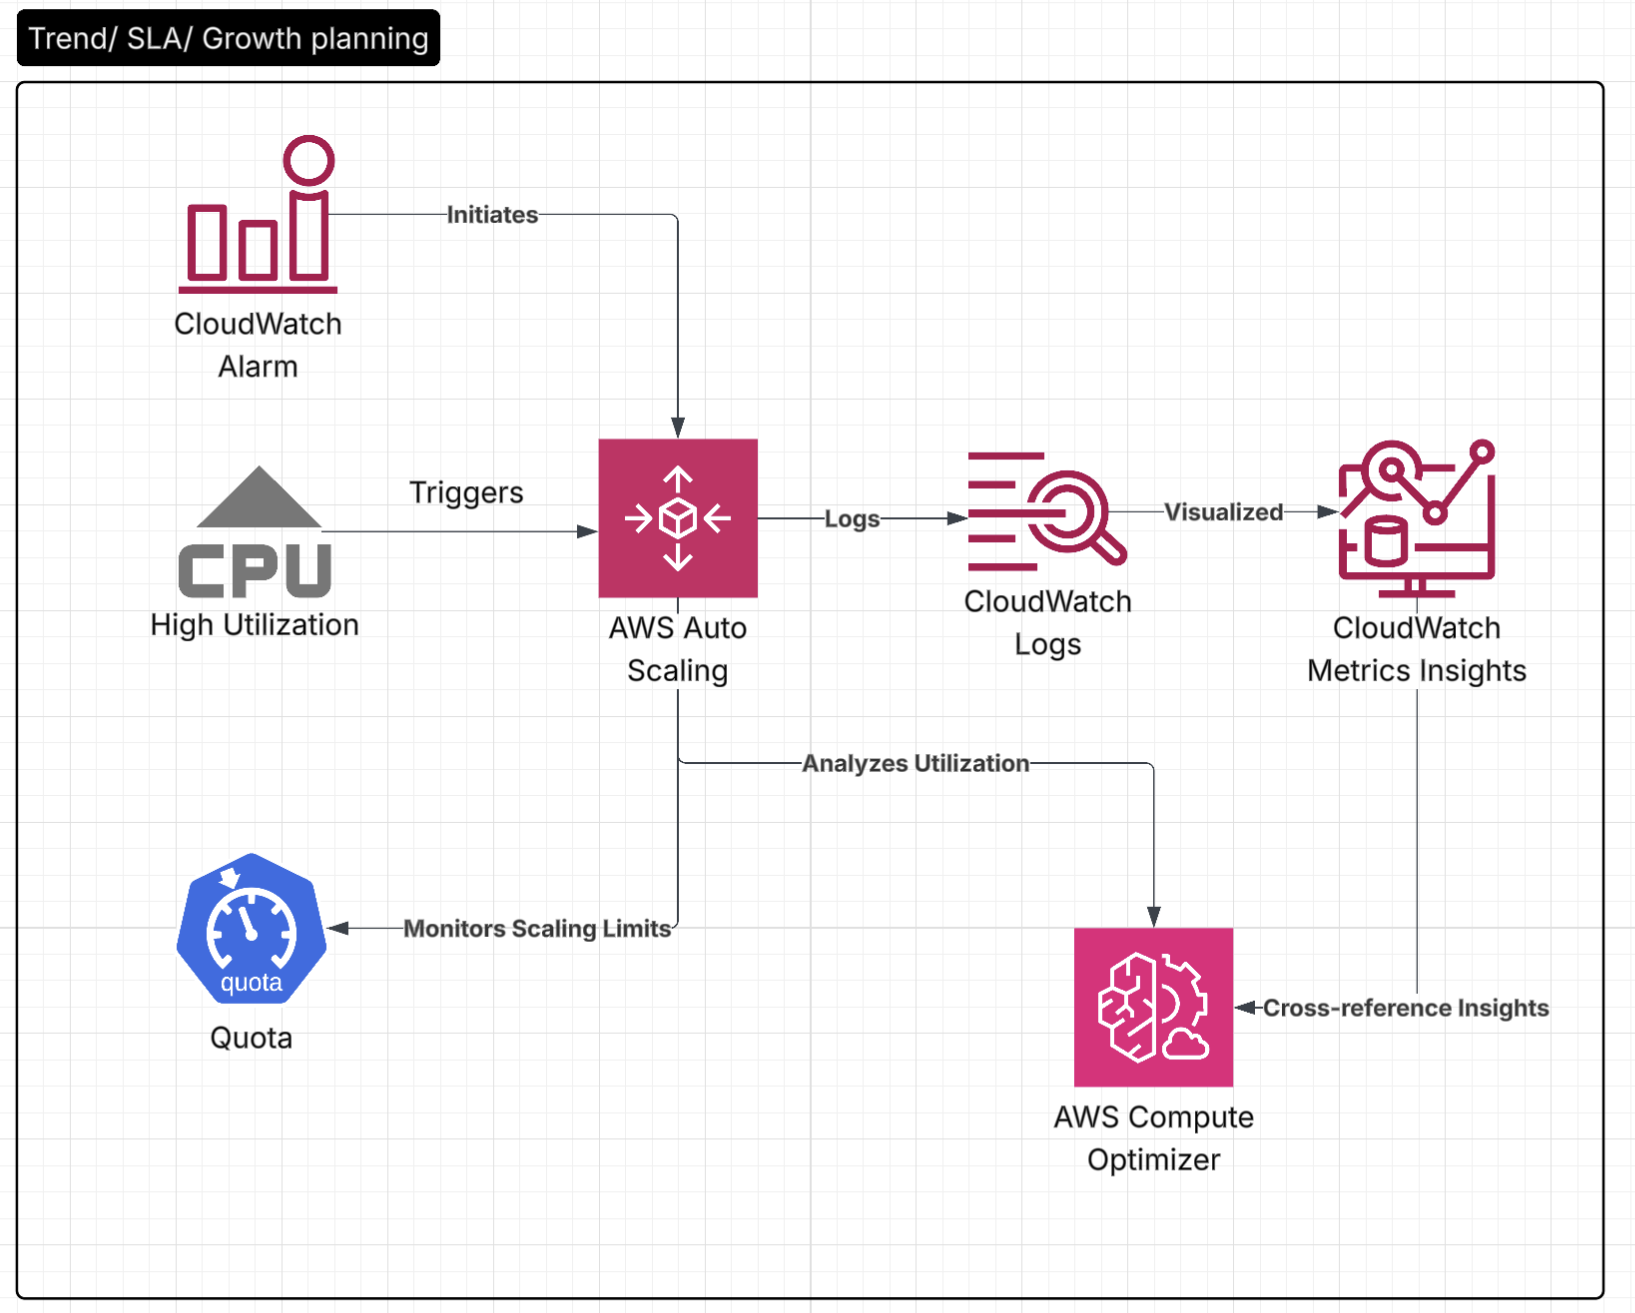 Trend/ SLA/ Growth planning
Initiates
CloudWatch
Alarm
Triggers
CPU
High Utilization
AWS Auto
Scaling
Logs
CloudWatch
Logs
Visualized
CloudWatch
Metrics Insights
Analyzes Utilization
Monitors Scaling Limits
quota
Quota
Cross-reference Insights
AWS Compute
Optimizer